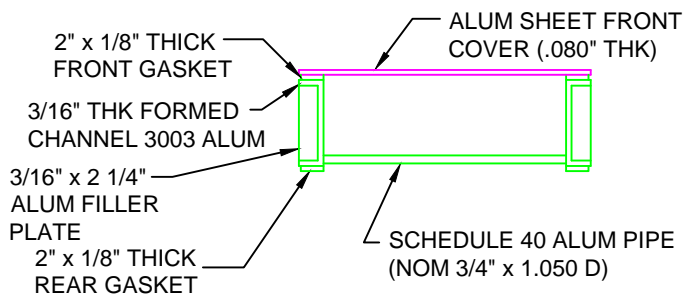 2" x 1/8" THICK
FRONT GASKET
3/16" THK FORMED
CHANNEL 3003 ALUM
3/16" x 2 1/4"
ALUM FILLER
PLATE
2" x 1/8" THICK
REAR GASKET
ALUM SHEET FRONT
COVER (.080" THK)
SCHEDULE 40 ALUM PIPE
(NOM 3/4" x 1.050 D)